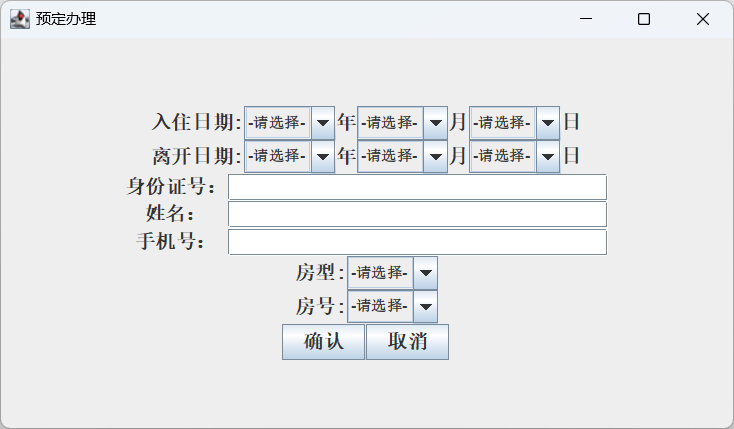 预定办理
入住日期:-请选择-年-请选择-月-请选择-日
离开日期:-请选择-年-请选择-月-请选择-日
身份证号：
姓名：
手机号：
房型:-请选择-
房号:-请选择-
确认 取消